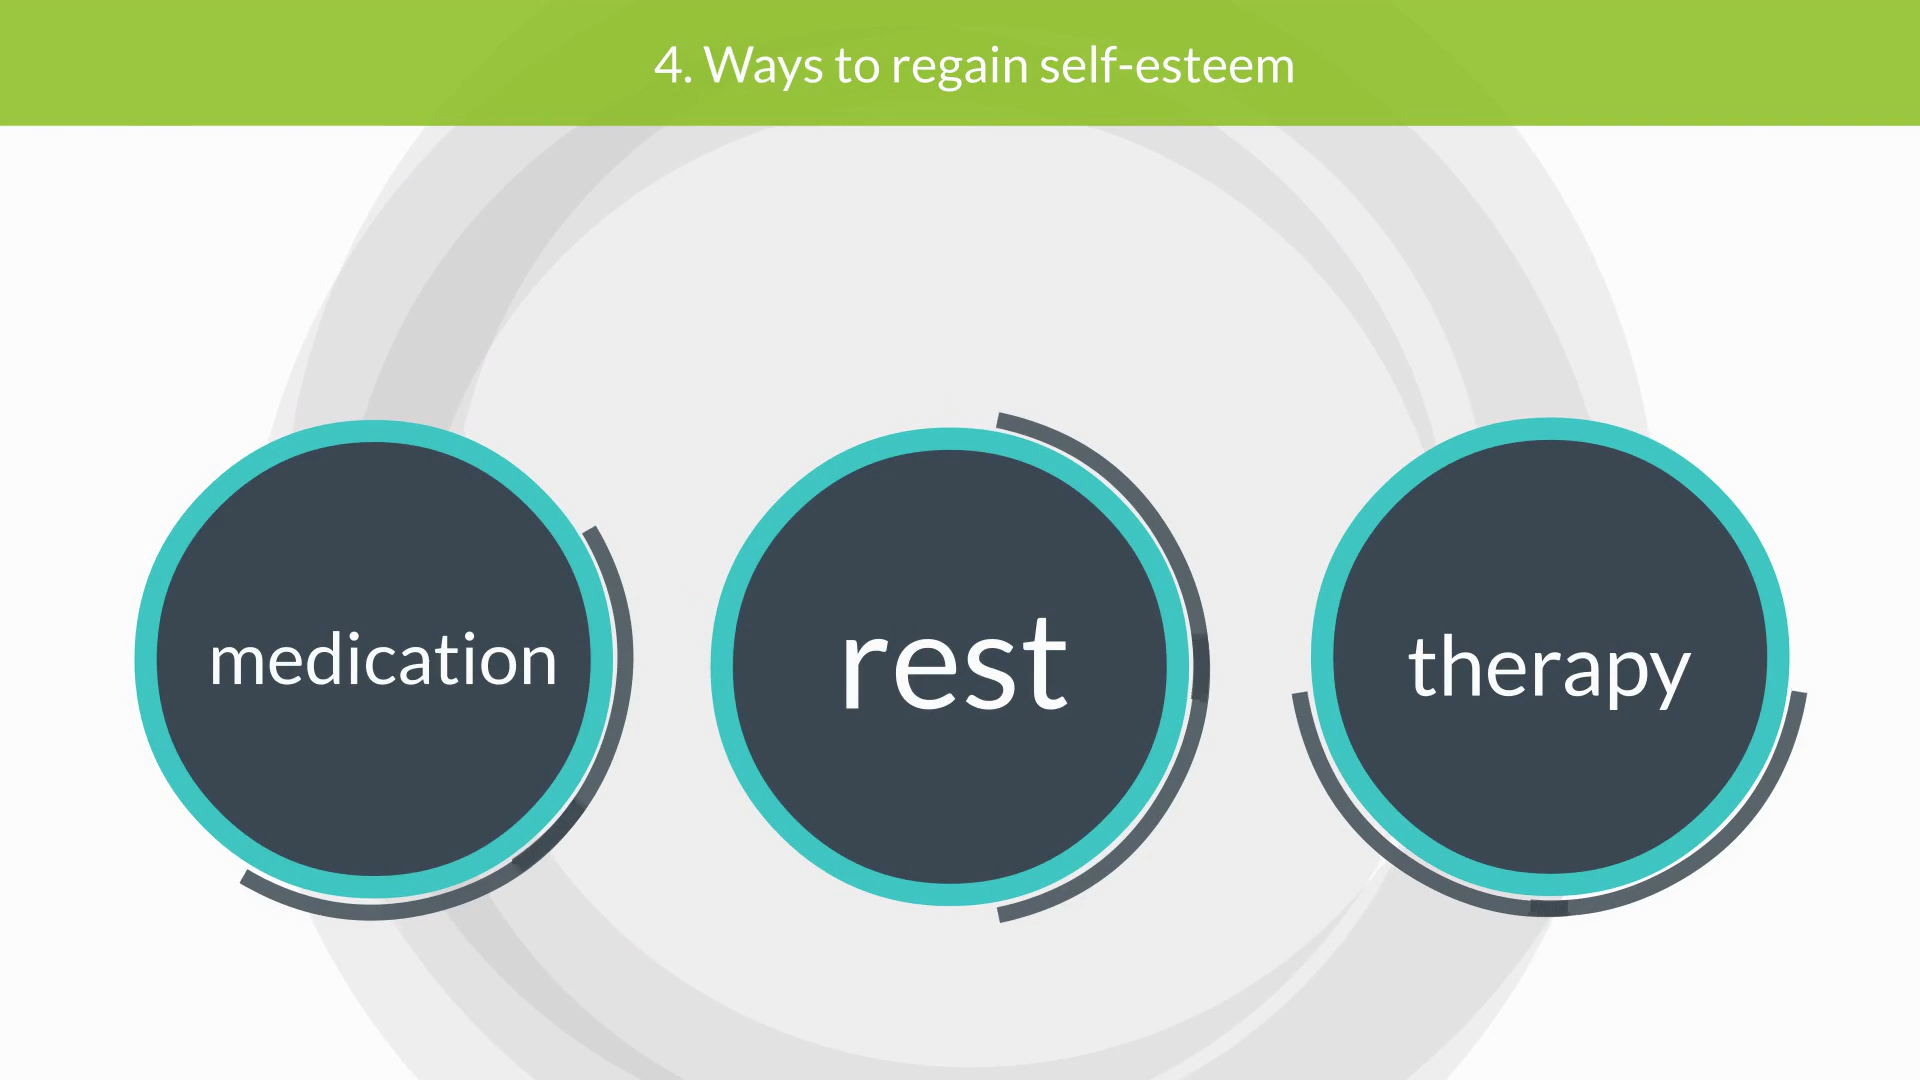 4. Ways to regain self-esteem
medication
rest
therapy